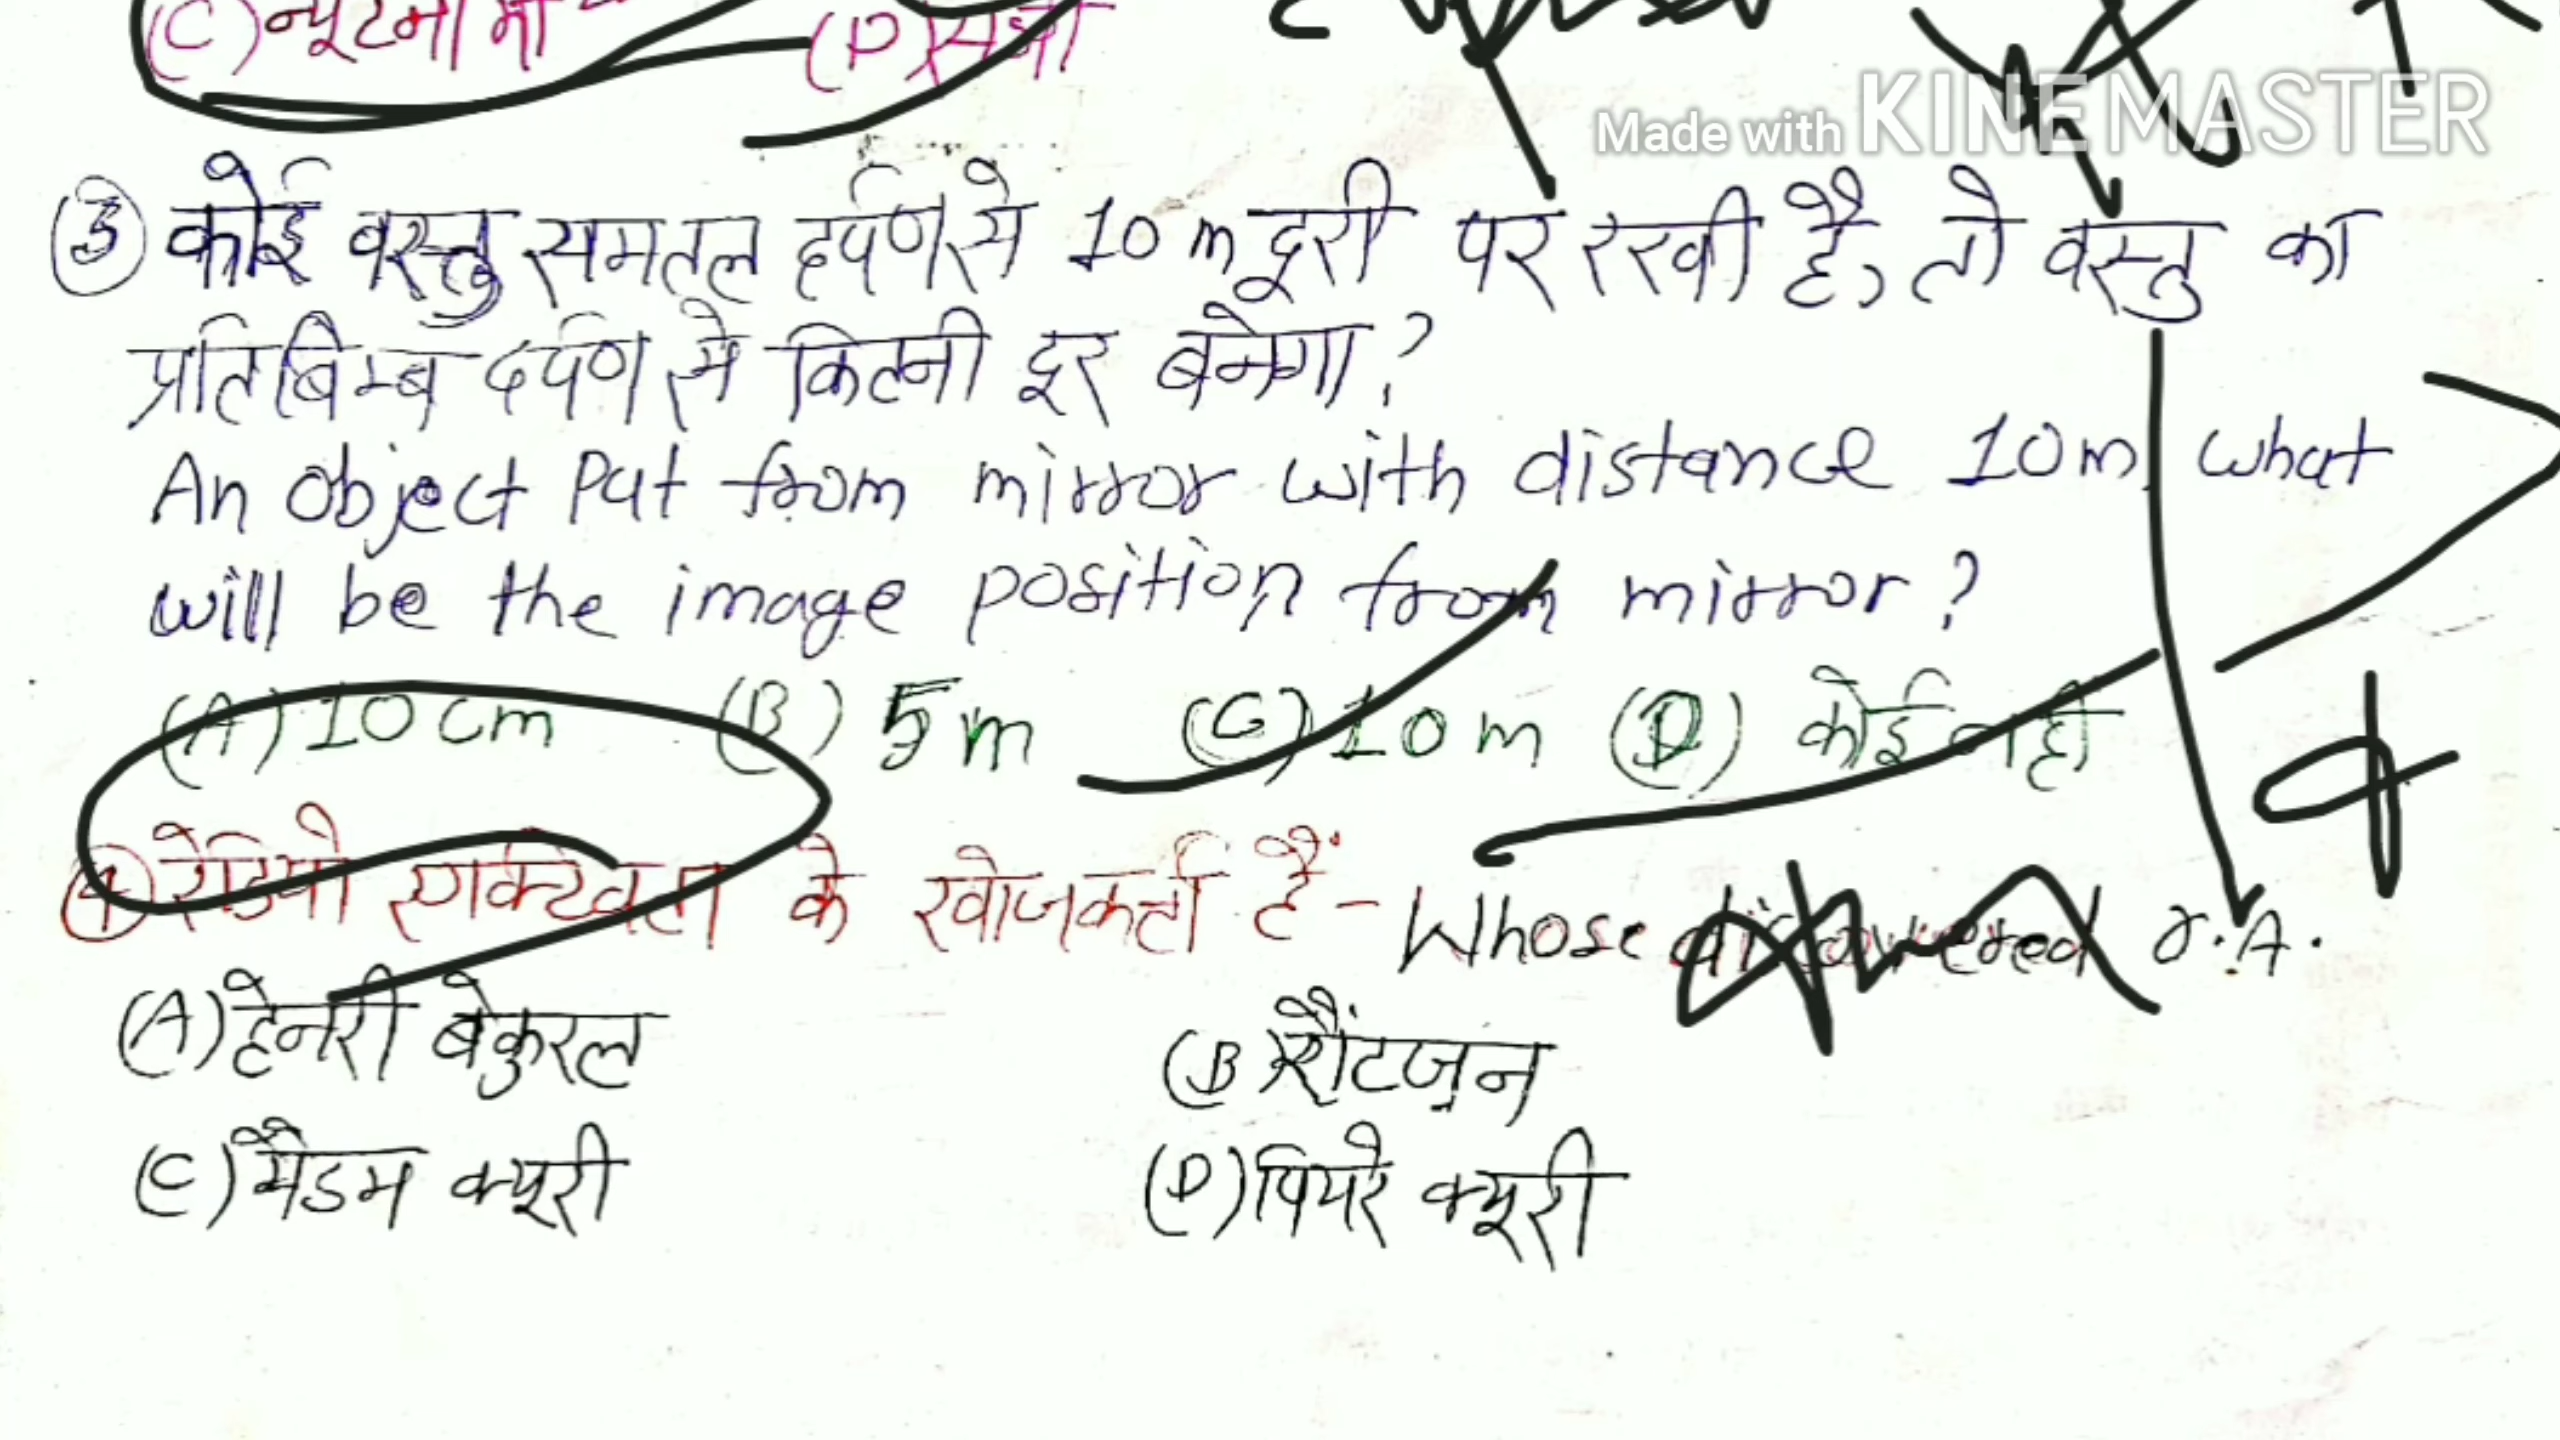 (C) न्यूटनमी (D) सभी
Made with KINEMASTER
③ कोई वस्तु समतल दर्पण से 10 m दूरी पर रखी है, तो वस्तु का
प्रतिबिम्ब दर्पण से कितनी दूर बनेगा?
An object Put from mirror with distance 10m what
will be the image position from mirror?
(A) 10 cm (B) 5 m (C) 10 m (D) कोई नही
④ रेडियो एक्टिव के खोजकर्ता हैं - Whose discovered r.A.
(A) हेनरी बेकुरल (B) रौंटजन
(C) मैडम क्यूरी (D) पियरे क्यूरी